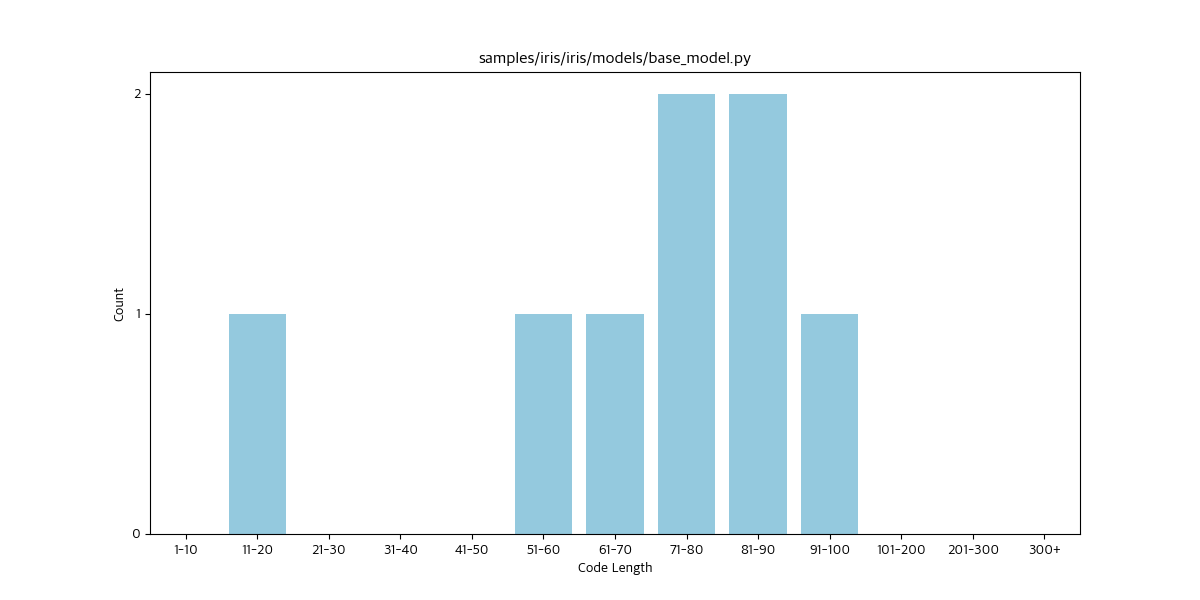 samples/iris/iris/models/base_model.py
Count
2
1
0
1-10 11-20 21-30 31-40 41-50 51-60 61-70 71-80 81-90 91-100 101-200 201-300 300+
Code Length